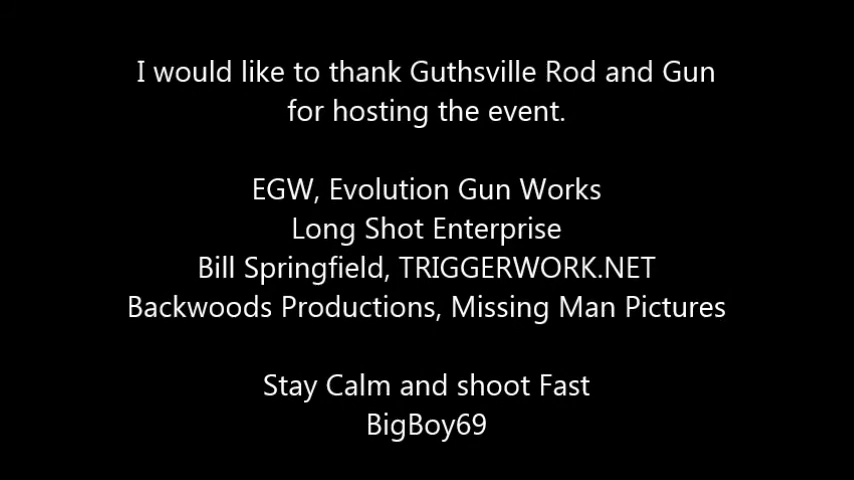 I would like to thank Guthsville Rod and Gun
for hosting the event.
EGW, Evolution Gun Works
Long Shot Enterprise
Bill Springfield, TRIGGERWORK.NET
Backwoods Productions, Missing Man Pictures
Stay Calm and shoot Fast
BigBoy69